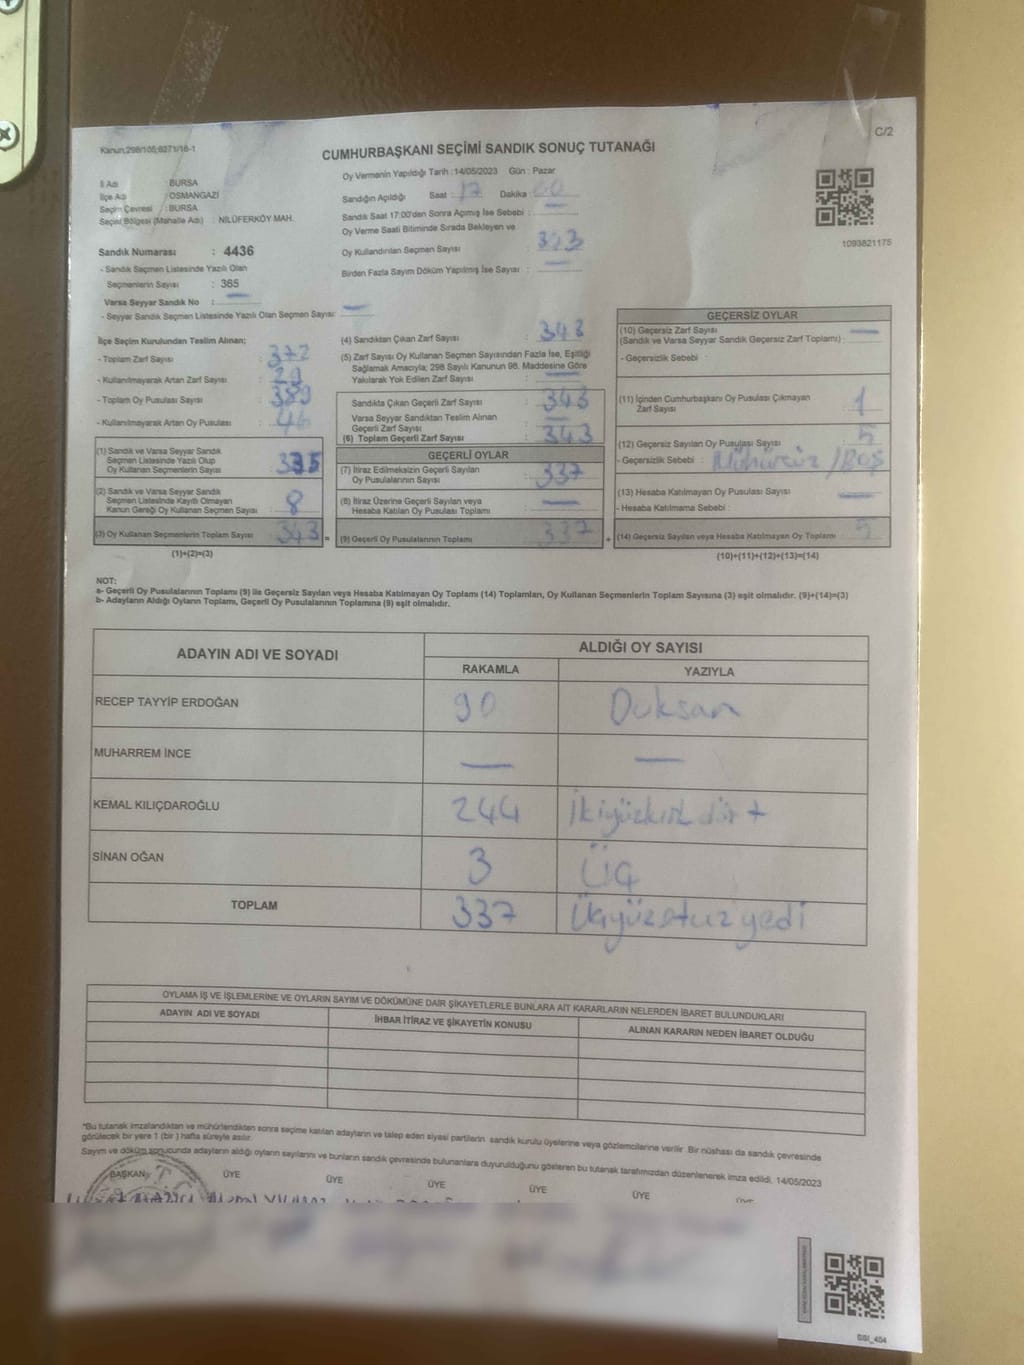 Kanun;298/105;6271/16-1
C/2
CUMHURBAŞKANI SEÇİMİ SANDIK SONUÇ TUTANAĞI
İl Adı : BURSA
İlçe Adı : OSMANGAZİ
Seçim Çevresi : BURSA
Seçim Bölgesi (Mahalle Adı) : NİLÜFERKÖY MAH.
Sandık Numarası : 4436
- Sandık Seçmen Listesinde Yazılı Olan
Seçmenlerin Sayısı : 365
Varsa Seyyar Sandık No : —
- Seyyar Sandık Seçmen Listesinde Yazılı Olan Seçmen Sayısı: —
Oy Vermenin Yapıldığı Tarih : 14/05/2023 Gün : Pazar
Sandığın Açıldığı Saat : 17 Dakika : 00
Sandık Saat 17:00'den Sonra Açımış İse Sebebi : —
Oy Verme Saati Bitiminde Sırada Bekleyen ve
Oy Kullandırılan Seçmen Sayısı :
Birden Fazla Sayım Döküm Yapılmış İse Sayısı : —
1093821175
İlçe Seçim Kurulundan Teslim Alınan;
- Toplam Zarf Sayısı : 372
- Kullanılmayarak Artan Zarf Sayısı : 29
- Toplam Oy Pusulası Sayısı : 389
- Kullanılmayarak Artan Oy Pusulası : 46
(1) Sandık ve Varsa Seyyar Sandık
Seçmen Listesinde Yazılı Olup
Oy Kullanan Seçmenlerin Sayısı : 335
(2) Sandık ve Varsa Seyyar Sandık
Seçmen Listesinde Kayıtlı Olmayan
Kanun Gereği Oy Kullanan Seçmen Sayısı : 8
(3) Oy Kullanan Seçmenlerin Toplam Sayısı : 343
(1)+(2)=(3)
(4) Sandıktan Çıkan Zarf Sayısı : 343
(5) Zarf Sayısı Oy Kullanan Seçmen Sayısından Fazla İse, Eşitliği
Sağlamak Amacıyla; 298 Sayılı Kanunun 98. Maddesine Göre
Yakılarak Yok Edilen Zarf Sayısı : —
Sandıkta Çıkan Geçerli Zarf Sayısı : 343
Varsa Seyyar Sandıktan Teslim Alınan
Geçerli Zarf Sayısı : —
(6) Toplam Geçerli Zarf Sayısı : 343
GEÇERLİ OYLAR
(7) İtiraz Edilmeksizin Geçerli Sayılan
Oy Pusulalarının Sayısı : 337
(8) İtiraz Üzerine Geçerli Sayılan veya
Hesaba Katılan Oy Pusulası Toplamı : —
= (9) Geçerli Oy Pusulalarının Toplamı : 337
GEÇERSİZ OYLAR
(10) Geçersiz Zarf Sayısı
(Sandık ve Varsa Seyyar Sandık Geçersiz Zarf Toplamı) : —
- Geçersizlik Sebebi :
(11) İçinden Cumhurbaşkanı Oy Pusulası Çıkmayan
Zarf Sayısı : 1
(12) Geçersiz Sayılan Oy Pusulası Sayısı : 5
- Geçersizlik Sebebi : Mühürsüz / Boş
(13) Hesaba Katılmayan Oy Pusulası Sayısı : —
- Hesaba Katılmama Sebebi :
+ (14) Geçersiz Sayılan veya Hesaba Katılmayan Oy Toplamı : 5
(10)+(11)+(12)+(13)=(14)
NOT:
a- Geçerli Oy Pusulalarının Toplamı (9) ile Geçersiz Sayılan veya Hesaba Katılmayan Oy Toplamı (14) Toplamları, Oy Kullanan Seçmenlerin Toplam Sayısına (3) eşit olmalıdır. (9)+(14)=(3)
b- Adayların Aldığı Oyların Toplamı, Geçerli Oy Pusulalarının Toplamına (9) eşit olmalıdır.
ADAYIN ADI VE SOYADI
ALDIĞI OY SAYISI
RAKAMLA YAZIYLA
RECEP TAYYİP ERDOĞAN 90 Doksan
MUHARREM İNCE — —
KEMAL KILIÇDAROĞLU 244 İkiyüzkırk dört
SİNAN OĞAN 3 Üç
TOPLAM 337 Üçyüzotuz yedi
OYLAMA İŞ VE İŞLEMLERİNE VE OYLARIN SAYIM VE DÖKÜMÜNE DAİR ŞİKAYETLERLE BUNLARA AİT KARARLARIN NELERDEN İBARET BULUNDUKLARI
ADAYIN ADI VE SOYADI İHBAR İTİRAZ VE ŞİKAYETİN KONUSU ALINAN KARARIN NEDEN İBARET OLDUĞU
*Bu tutanak imzalandıktan ve mühürlendikten sonra seçime katılan adayların ve talep eden siyasi partilerin sandık kurulu üyelerine veya gözlemcilerine verilir. Bir nüshası da sandık çevresinde
görülecek bir yere 1 (bir ) hafta süreyle asılır.
Sayım ve döküm sonucunda adayların aldığı oyların sayılarını ve bunların sandık çevresinde bulunanlara duyurulduğunu gösteren bu tutanak tarafımızdan düzenlenerek imza edildi. 14/05/2023
BAŞKAN ÜYE ÜYE ÜYE ÜYE ÜYE ÜYE
SSI_404